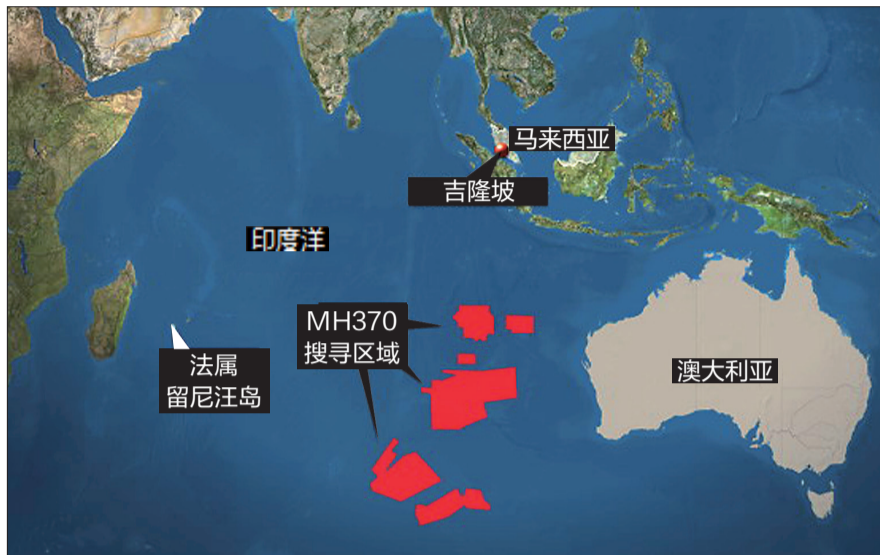 马来西亚
吉隆坡
印度洋
MH370
搜寻区域
法属
留尼汪岛
澳大利亚